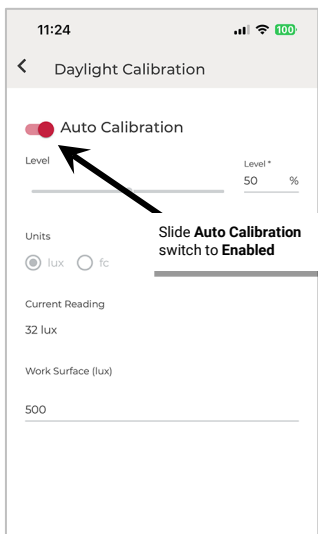 11:24
100
Daylight Calibration
Auto Calibration
Level
Level *
50 %
Slide Auto Calibration
switch to Enabled
Units
lux fc
Current Reading
32 lux
Work Surface (lux)
500